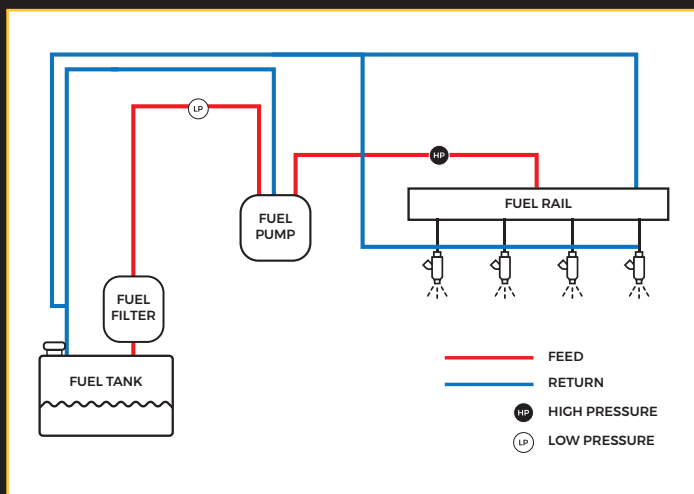 LP
HP
FUEL RAIL
FUEL
PUMP
FUEL
FILTER
FUEL TANK
FEED
RETURN
HP HIGH PRESSURE
LP LOW PRESSURE